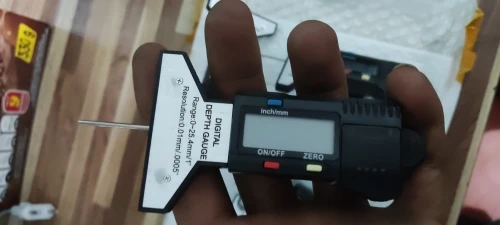 DIGITAL
DEPTH GAUGE
Range:0~25.4mm/1"
Resolution:0.01mm/.0005"
inch/mm
ON/OFF ZERO